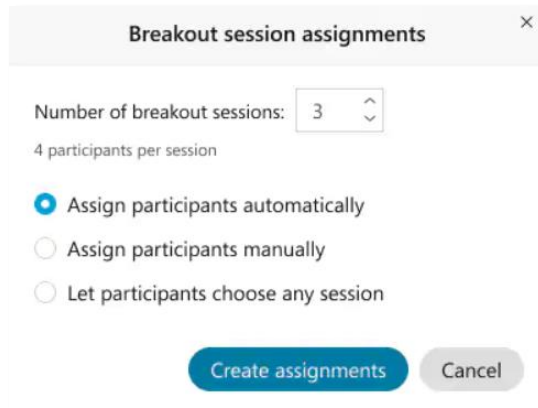 Breakout session assignments
Number of breakout sessions: 3
4 participants per session
Assign participants automatically
Assign participants manually
Let participants choose any session
Create assignments Cancel